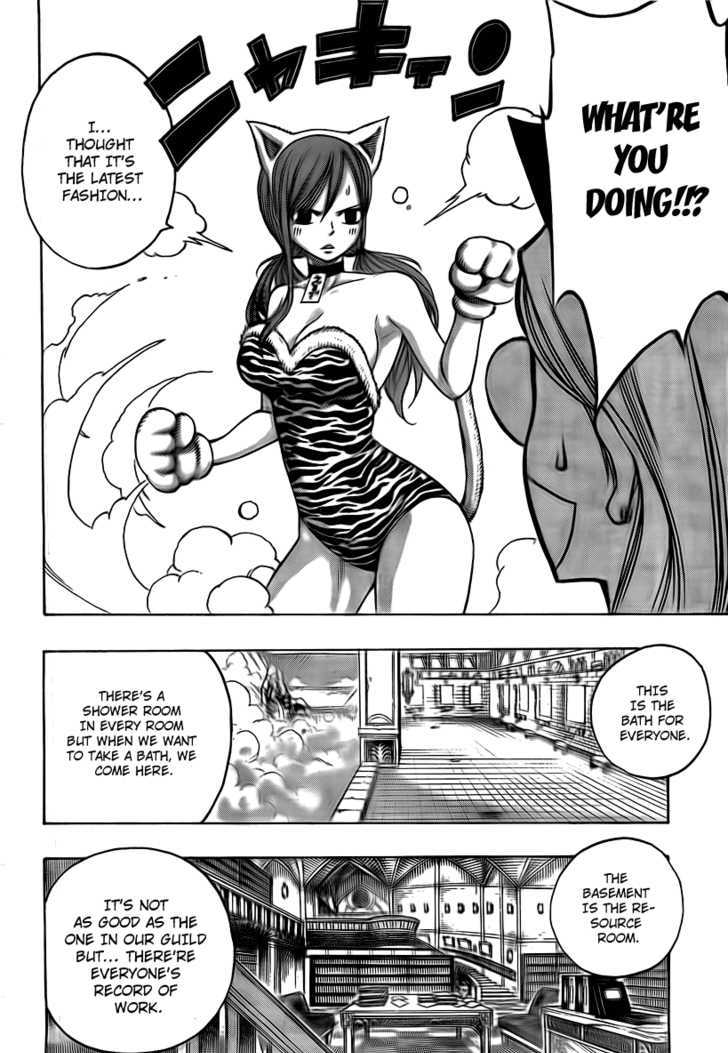 WHAT'RE
YOU
DOING!!?
ニャキィーン
I...
THOUGHT
THAT IT'S
THE LATEST
FASHION...
THIS
IS THE
BATH FOR
EVERYONE.
THERE'S A
SHOWER ROOM
IN EVERY ROOM
BUT WHEN WE WANT
TO TAKE A BATH, WE
COME HERE.
THE
BASEMENT
IS THE RE-
SOURCE
ROOM.
IT'S NOT
AS GOOD AS THE
ONE IN OUR GUILD
BUT... THERE'RE
EVERYONE'S
RECORD OF
WORK.